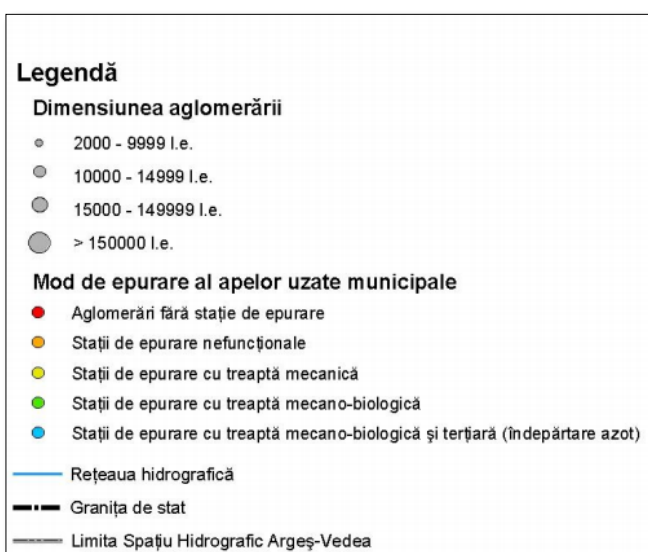 Legendă
Dimensiunea aglomerării
2000 - 9999 l.e.
10000 - 14999 l.e.
15000 - 149999 l.e.
> 150000 l.e.
Mod de epurare al apelor uzate municipale
Aglomerări fără stație de epurare
Stații de epurare nefuncționale
Stații de epurare cu treaptă mecanică
Stații de epurare cu treaptă mecano-biologică
Stații de epurare cu treaptă mecano-biologică și terțiară (îndepărtare azot)
Rețeaua hidrografică
Granița de stat
Limita Spațiu Hidrografic Argeș-Vedea